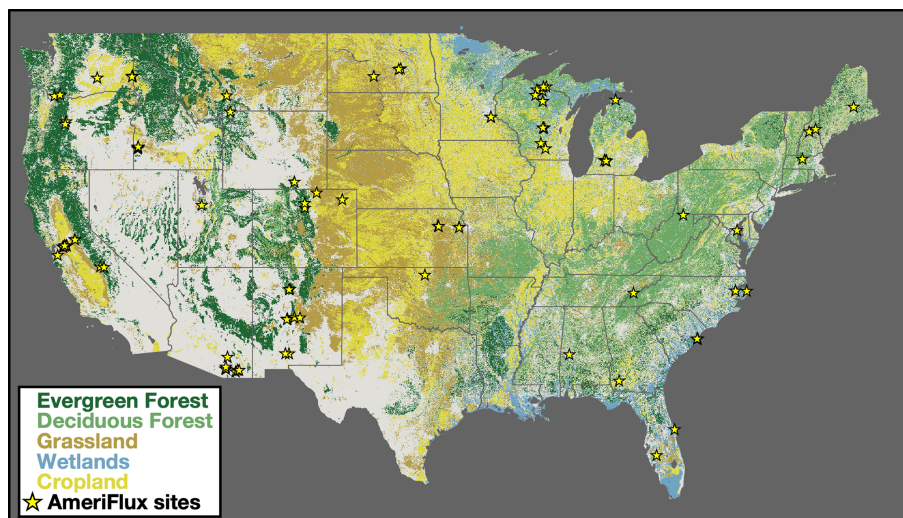 Evergreen Forest
Deciduous Forest
Grassland
Wetlands
Cropland
AmeriFlux sites